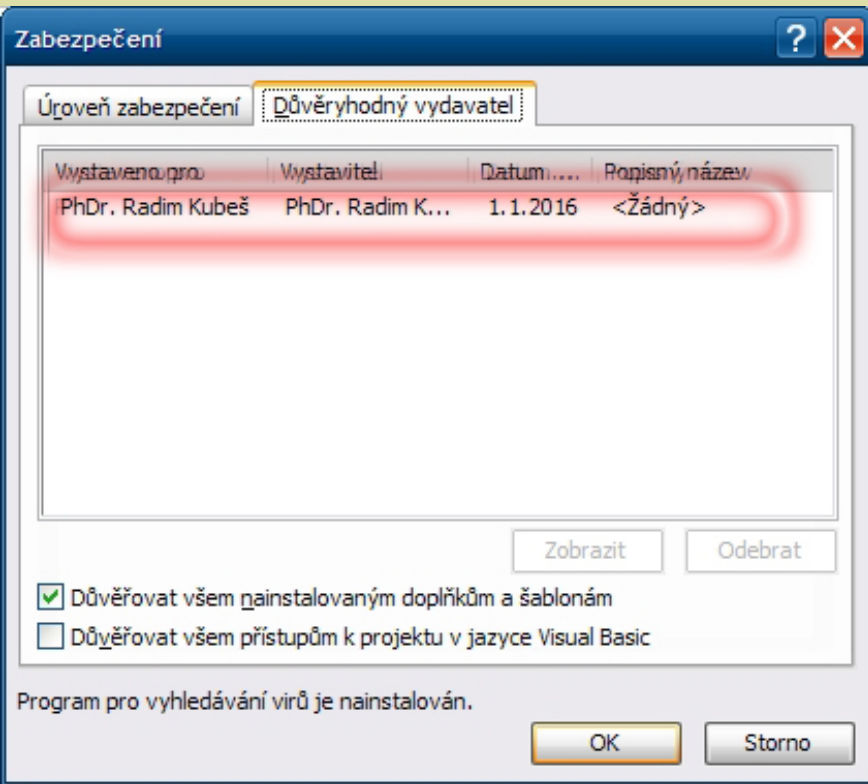 Zabezpečení
Úroveň zabezpečení Důvěryhodný vydavatel
Vystaveno pro Vystavitel Datum .... Popisný název
PhDr. Radim Kubeš PhDr. Radim K... 1.1.2016 <Žádný>
Zobrazit Odebrat
Důvěřovat všem nainstalovaným doplňkům a šablonám
Důvěřovat všem přístupům k projektu v jazyce Visual Basic
Program pro vyhledávání virů je nainstalován.
OK Storno